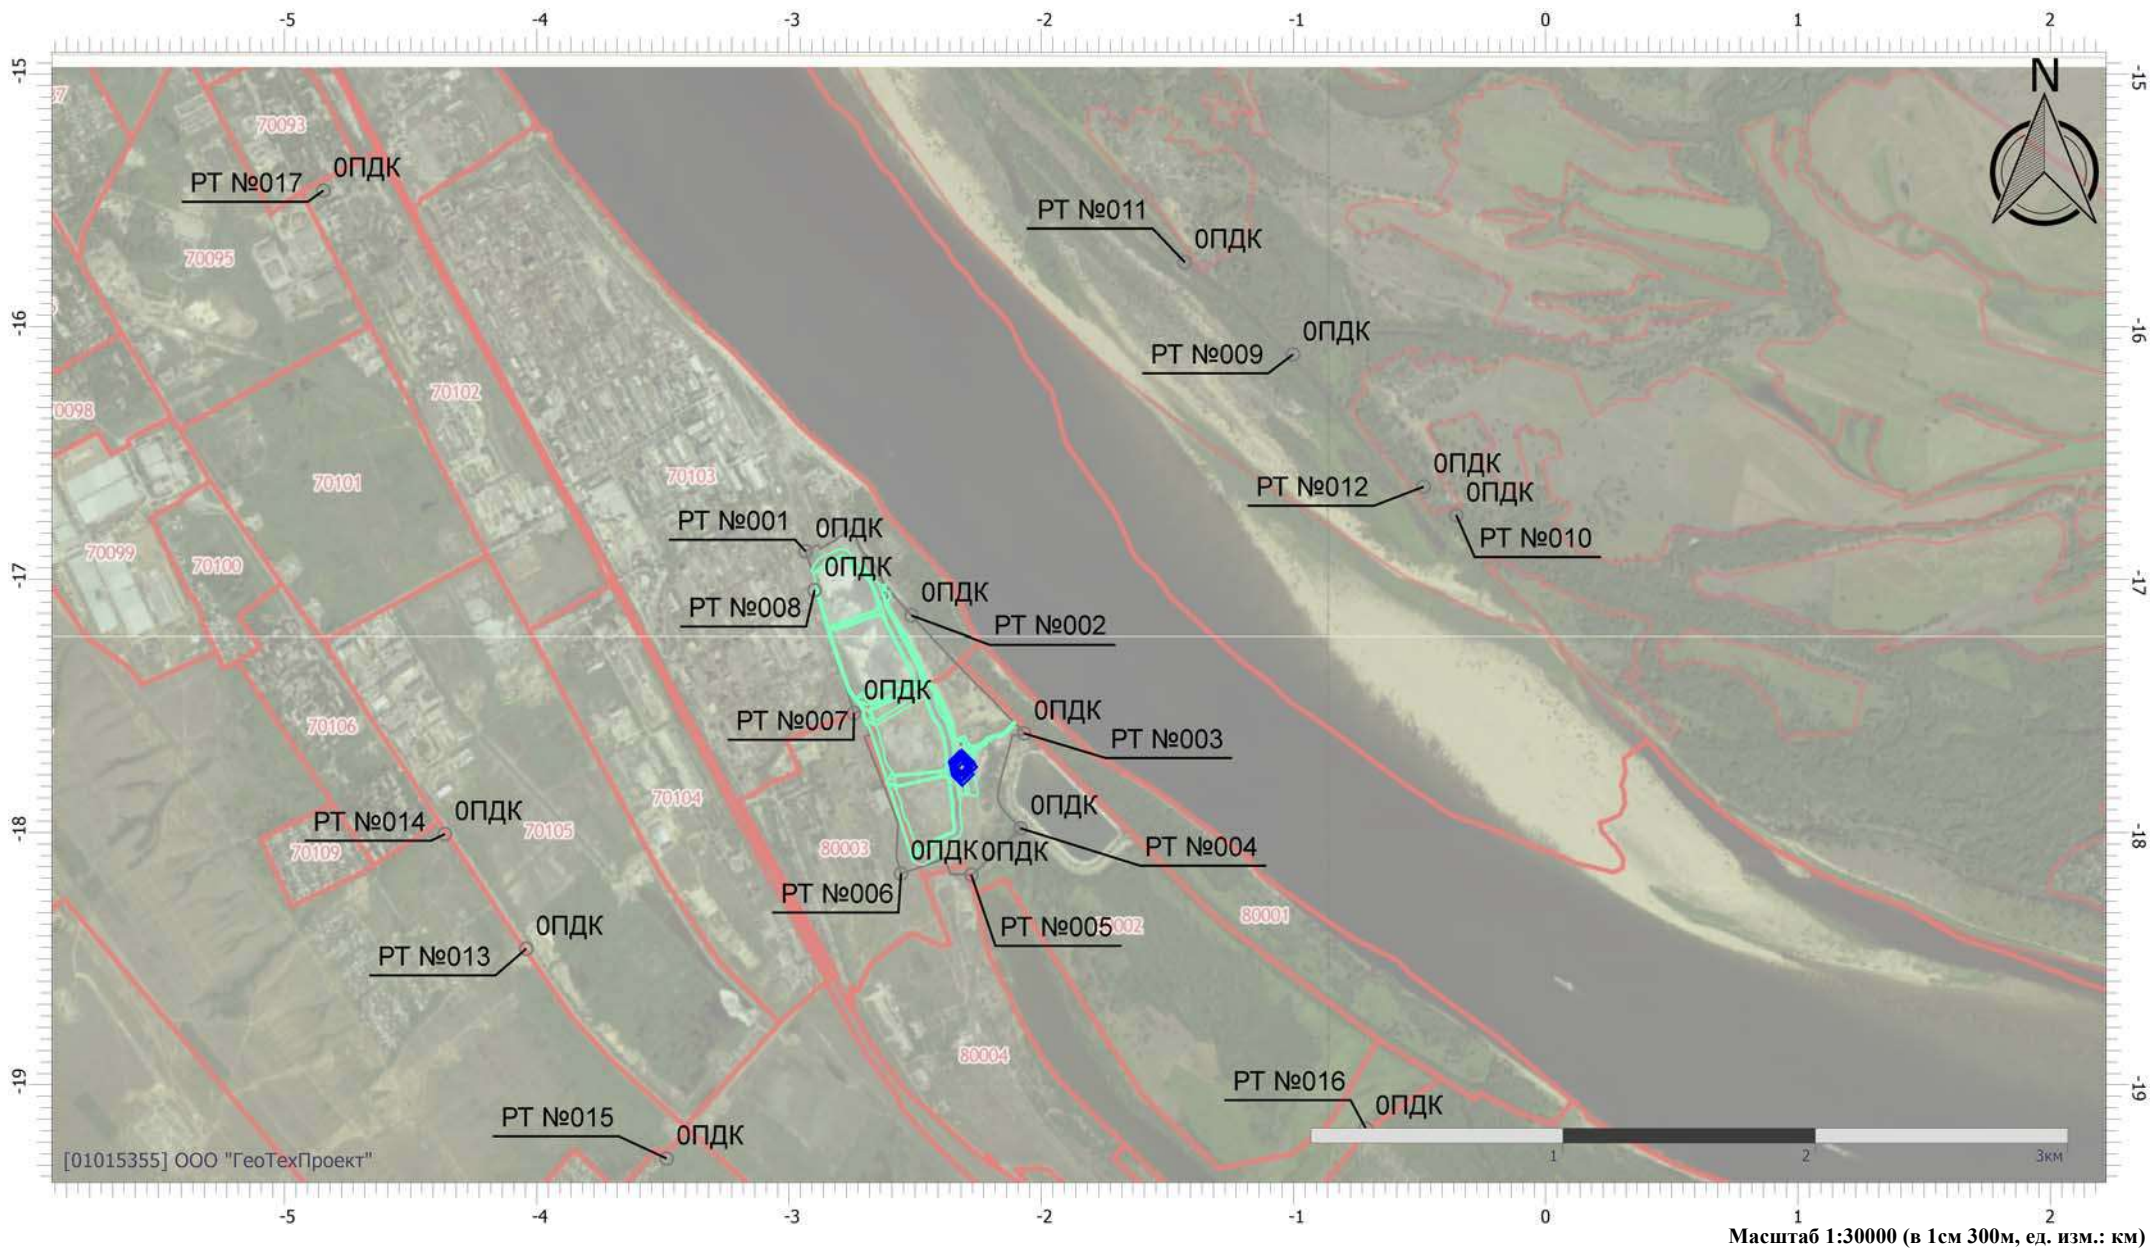 -5 -4 -3 -2 -1 0 1 2
-15 -15
N
70093
РТ №017 0ПДК
70095
РТ №011 0ПДК
-16 -16
РТ №009 0ПДК
70102
70098
70101
70103
РТ №012 0ПДК
0ПДК
РТ №010
РТ №001 0ПДК
70099
70100
-17 -17
0ПДК
РТ №008
0ПДК
РТ №002
0ПДК
РТ №007
0ПДК
РТ №003
70106
70104
РТ №014 0ПДК
70105
70109
0ПДК
РТ №004
-18 -18
80003
0ПДК 0ПДК
РТ №006
РТ №005
80001
РТ №013 0ПДК
80004
-19 -19
РТ №016
0ПДК
РТ №015
0ПДК
[01015355] ООО "ГеоТехПроект"
1 2 3км
-5 -4 -3 -2 -1 0 1 2
Масштаб 1:30000 (в 1см 300м, ед. изм.: км)